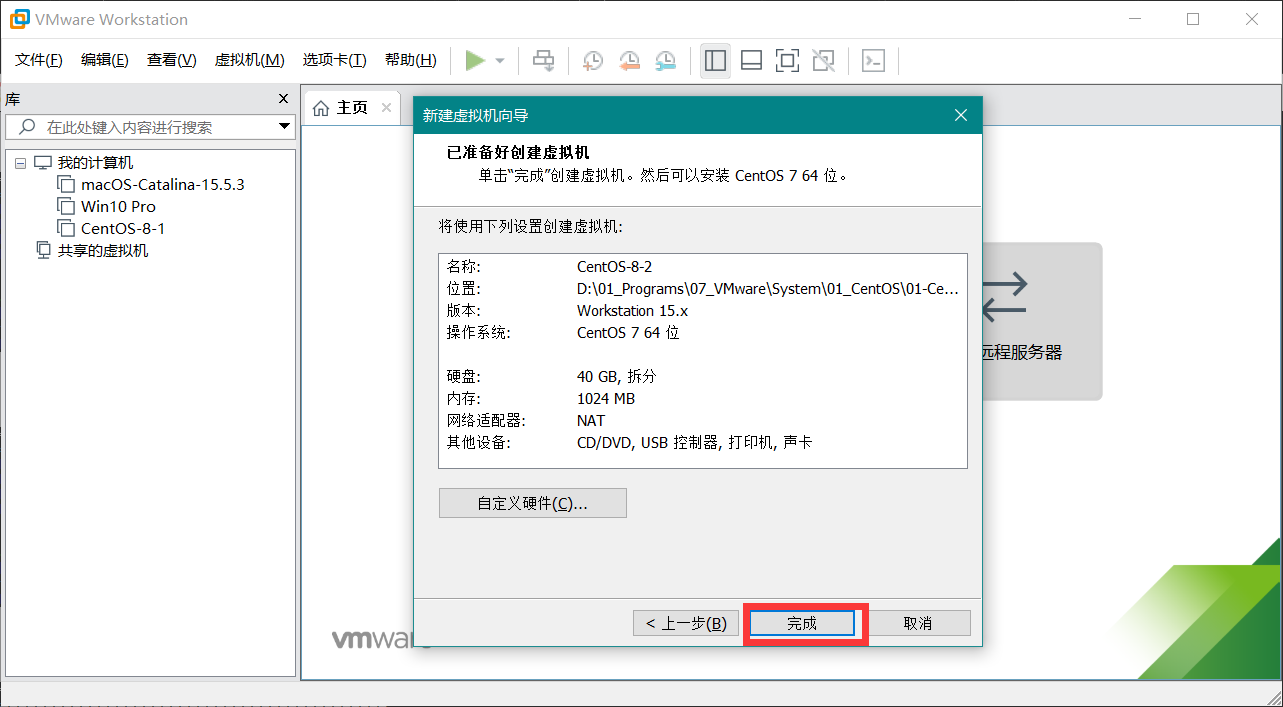 VMware Workstation
文件(F) 编辑(E) 查看(V) 虚拟机(M) 选项卡(T) 帮助(H)
库
在此处键入内容进行搜索
我的计算机
macOS-Catalina-15.5.3
Win10 Pro
CentOS-8-1
共享的虚拟机
主页
新建虚拟机向导
已准备好创建虚拟机
单击“完成”创建虚拟机。然后可以安装 CentOS 7 64 位。
将使用下列设置创建虚拟机:
名称: CentOS-8-2
位置: D:\01_Programs\07_VMware\System\01_CentOS\01-Ce...
版本: Workstation 15.x
操作系统: CentOS 7 64 位
硬盘: 40 GB, 拆分
内存: 1024 MB
网络适配器: NAT
其他设备: CD/DVD, USB 控制器, 打印机, 声卡
自定义硬件(C)...
< 上一步(B) 完成 取消
远程服务器
vmwar